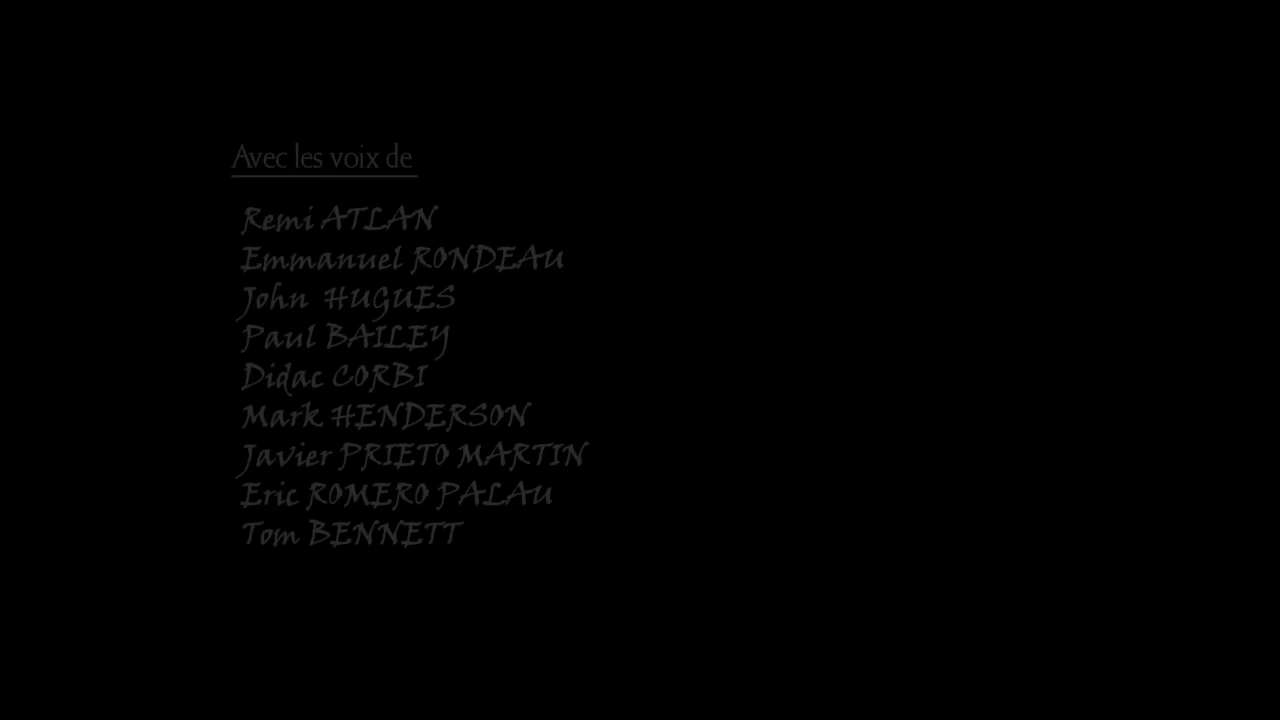 Avec les voix de
Remi ATLAN
Emmanuel RONDEAU
John HUGUES
Paul BAILEY
Didac CORBI
Mark HENDERSON
Javier PRIETO MARTIN
Eric ROMERO PALAU
Tom BENNETT